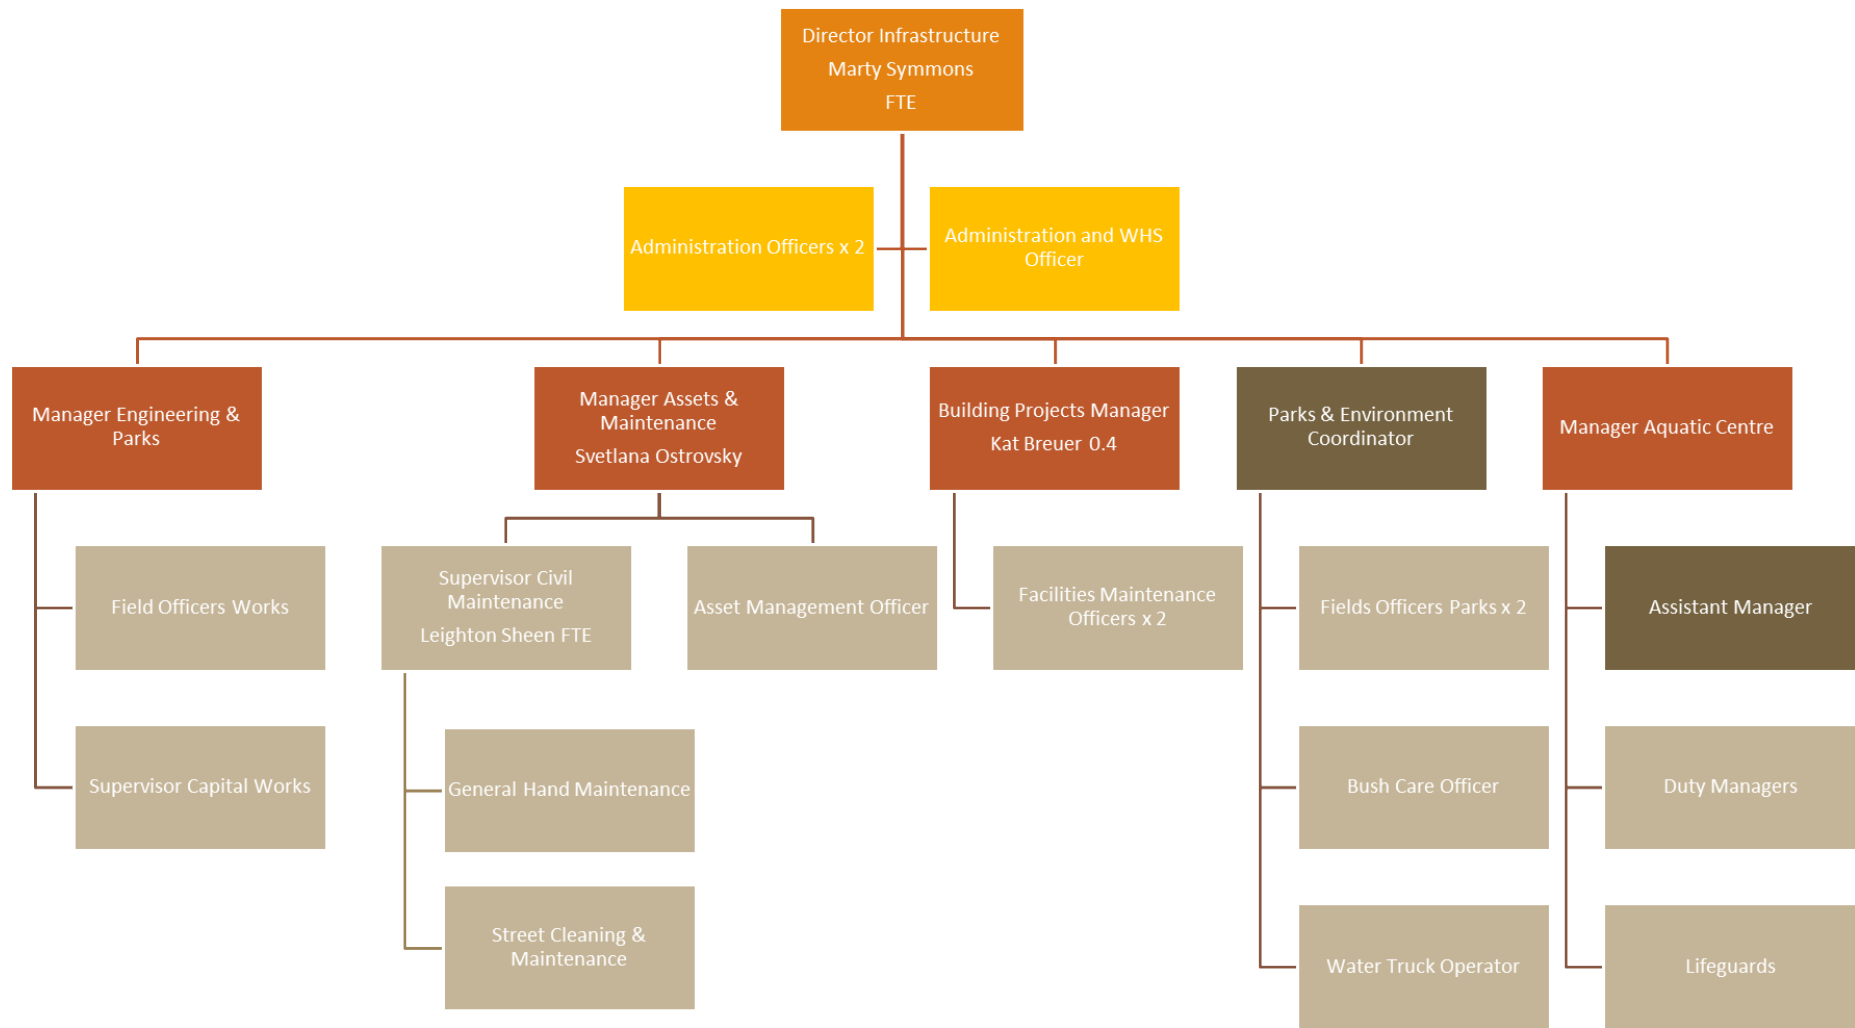 Director Infrastructure
Marty Symmons
FTE
Administration Officers x 2
Administration and WHS
Officer
Manager Engineering &
Parks
Manager Assets &
Maintenance
Svetlana Ostrovsky
Building Projects Manager
Kat Breuer 0.4
Parks & Environment
Coordinator
Manager Aquatic Centre
Field Officers Works
Supervisor Civil
Maintenance
Leighton Sheen FTE
Asset Management Officer
Facilities Maintenance
Officers x 2
Fields Officers Parks x 2
Assistant Manager
Supervisor Capital Works
General Hand Maintenance
Bush Care Officer
Duty Managers
Street Cleaning &
Maintenance
Water Truck Operator
Lifeguards